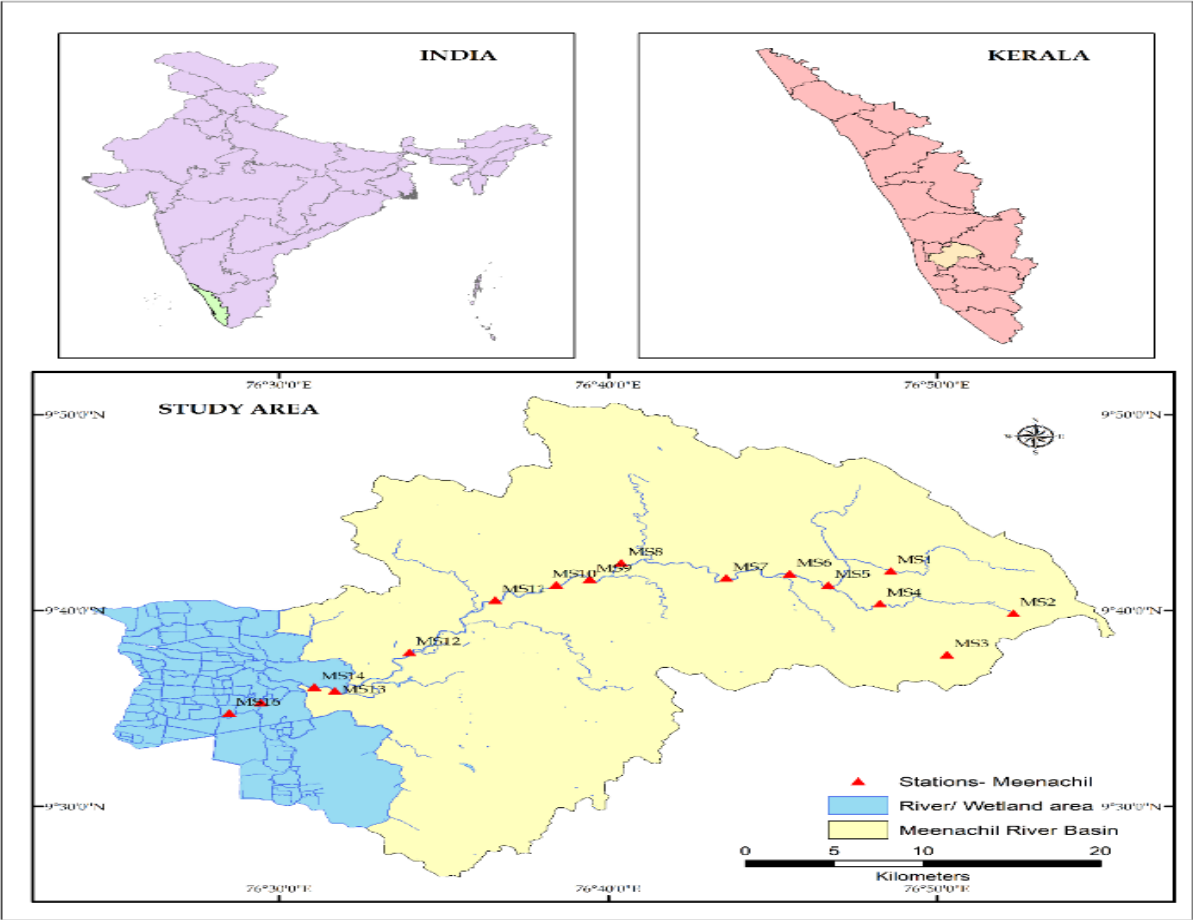 INDIA
KERALA
76°30'0"E 76°40'0"E 76°50'0"E
STUDY AREA
9°50'0"N 9°50'0"N
N
W E
S
MS8
MS9
MS10
MS11
MS7
MS6
MS5
MS1
MS4
MS2
9°40'0"N 9°40'0"N
MS3
MS12
MS14
MS13
Stations- Meenachil
River/ Wetland area
9°30'0"N 9°30'0"N
Meenachil River Basin
0 5 10 20
Kilometers
76°30'0"E 76°40'0"E 76°50'0"E